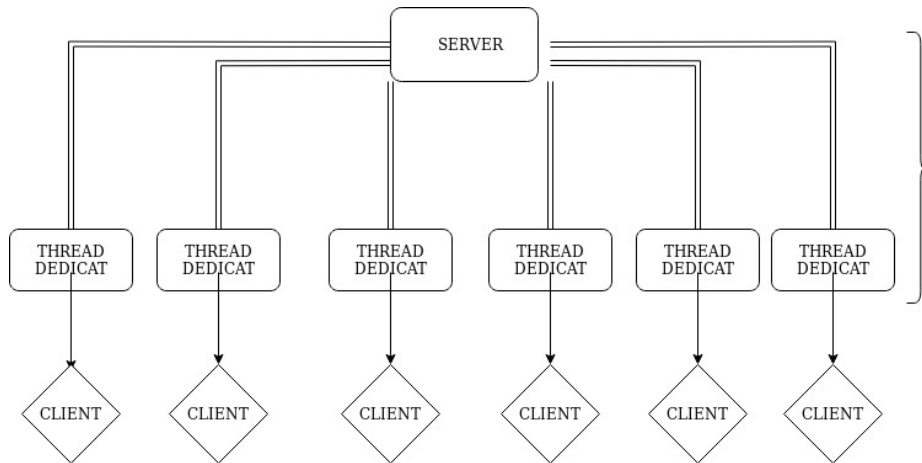 SERVER
THREAD
DEDICAT
THREAD
DEDICAT
THREAD
DEDICAT
THREAD
DEDICAT
THREAD
DEDICAT
THREAD
DEDICAT
CLIENT
CLIENT
CLIENT
CLIENT
CLIENT
CLIENT